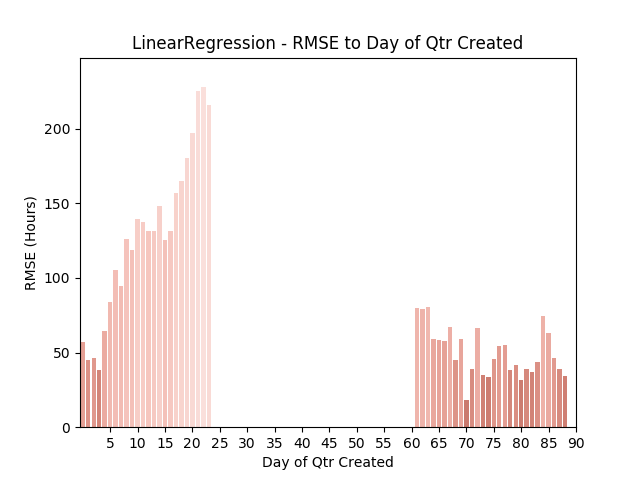 LinearRegression - RMSE to Day of Qtr Created
RMSE (Hours)
200
150
100
50
0
5 10 15 20 25 30 35 40 45 50 55 60 65 70 75 80 85 90
Day of Qtr Created